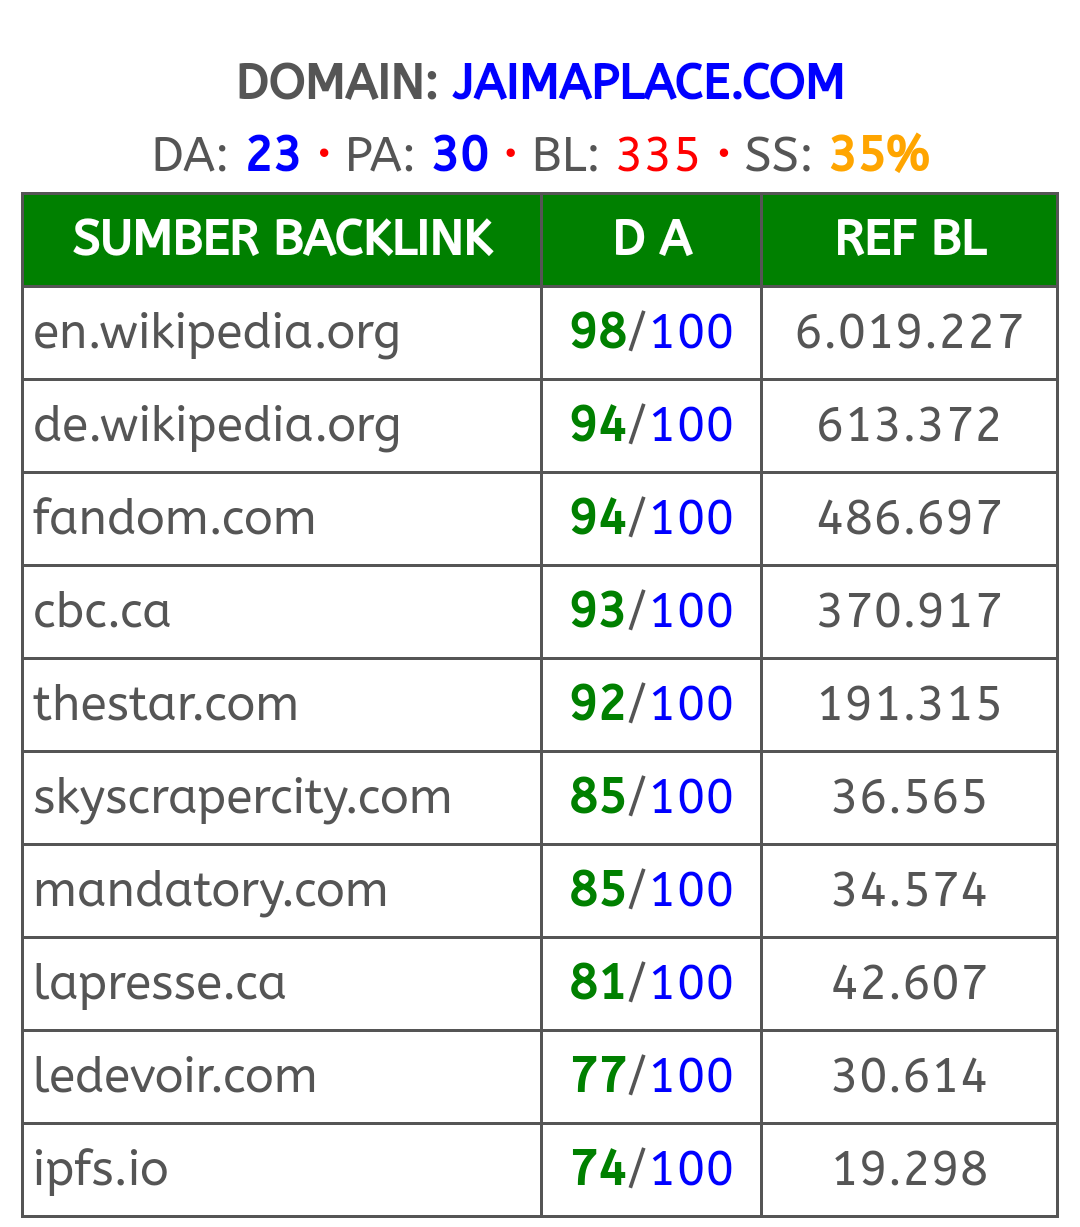 DOMAIN: JAIMAPLACE.COM
DA: 23 • PA: 30 • BL: 335 • SS: 35%
SUMBER BACKLINK D A REF BL
en.wikipedia.org 98/100 6.019.227
de.wikipedia.org 94/100 613.372
fandom.com 94/100 486.697
cbc.ca 93/100 370.917
thestar.com 92/100 191.315
skyscrapercity.com 85/100 36.565
mandatory.com 85/100 34.574
lapresse.ca 81/100 42.607
ledevoir.com 77/100 30.614
ipfs.io 74/100 19.298